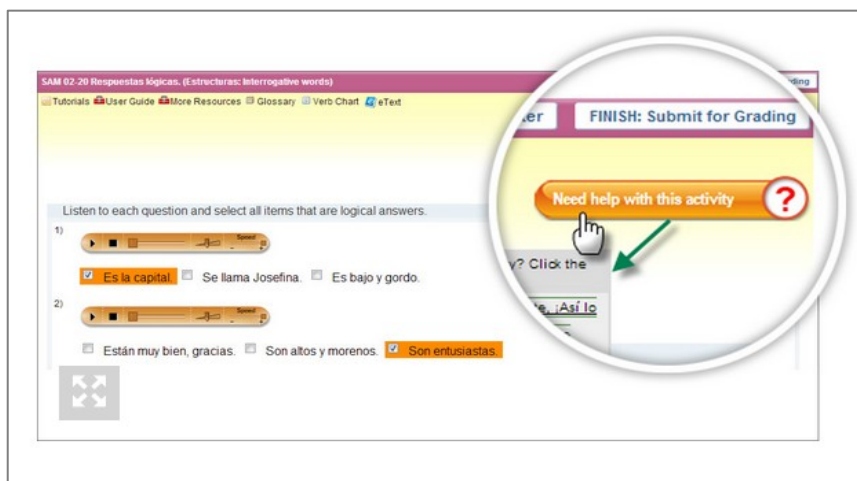 SAM 02-20 Respuestas lógicas. (Estructuras: Interrogative words)
Tutorials User Guide More Resources Glossary Verb Chart eText
FINISH: Submit for Grading
Need help with this activity ?
y? Click the
¡Así lo
Listen to each question and select all items that are logical answers.
1)
Speed
Es la capital. Se llama Josefina. Es bajo y gordo.
2)
Speed
Están muy bien, gracias. Son altos y morenos. Son entusiastas.